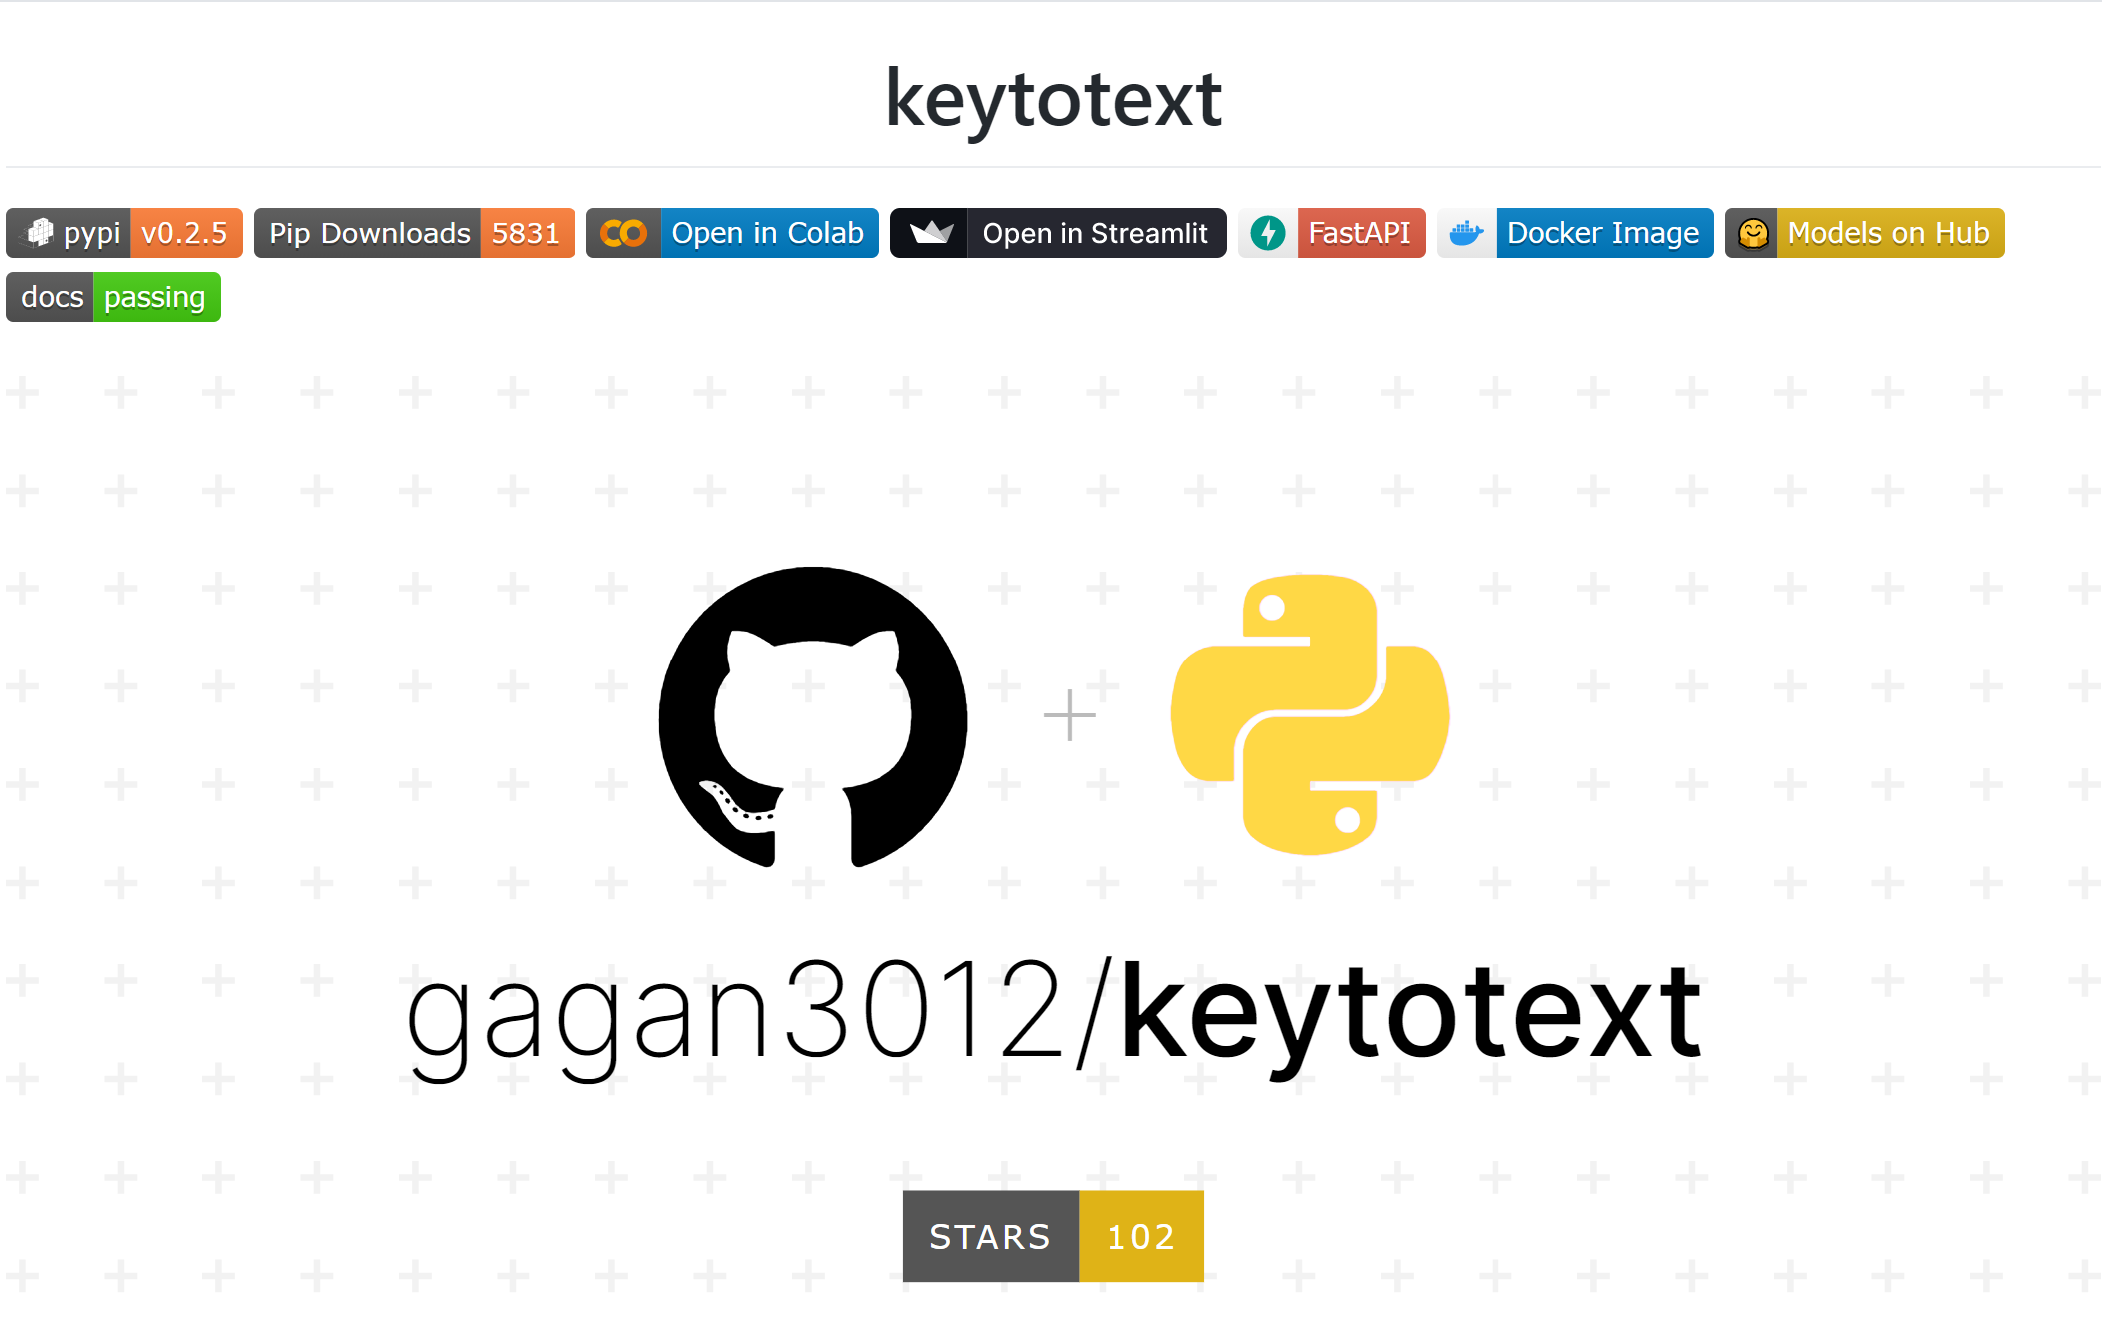 keytotext
pypi v0.2.5 Pip Downloads 5831 Open in Colab Open in Streamlit FastAPI Docker Image Models on Hub
docs passing
gagan3012/keytotext
STARS 102